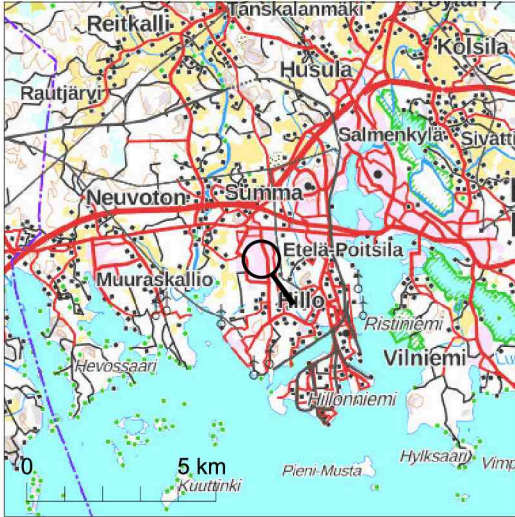 Tanskalanmäki
Reitkalli
Kolsila
Husula
Rautjärvi
Salmenkylä
Sivatti
Neuvoton
Summa
Etelä-Poitsila
Muuraskallio
Hillo
Ristiniemi
Hevossaari
Vilniemi
Hillonniemi
0
5 km
Pieni-Musta
Hylksaari
Vimp
Kuuttinki